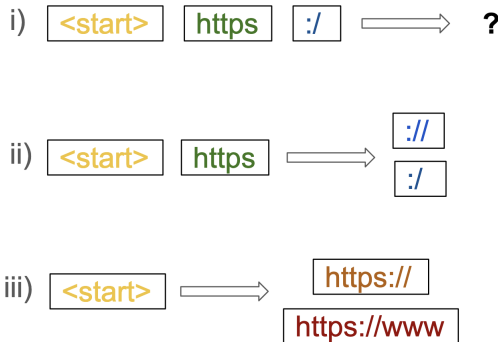 i) <start> https :/ ?
://
ii) <start> https
:/
https://
iii) <start>
https://www